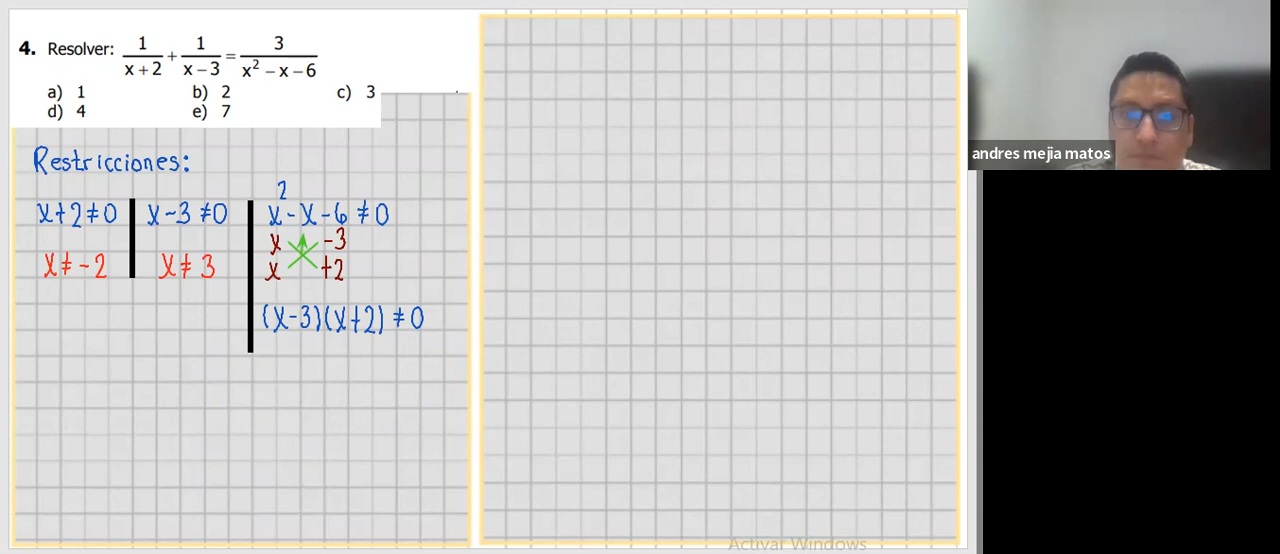 4. Resolver: 1/(x+2) + 1/(x−3) = 3/(x² − x − 6)
a) 1 b) 2 c) 3
d) 4 e) 7
Restricciones:
x+2≠0 x-3≠0 x²-x-6≠0
x -3
x≠-2 x≠3 x +2
(x-3)(x+2)≠0
andres mejia matos
Activar Windows